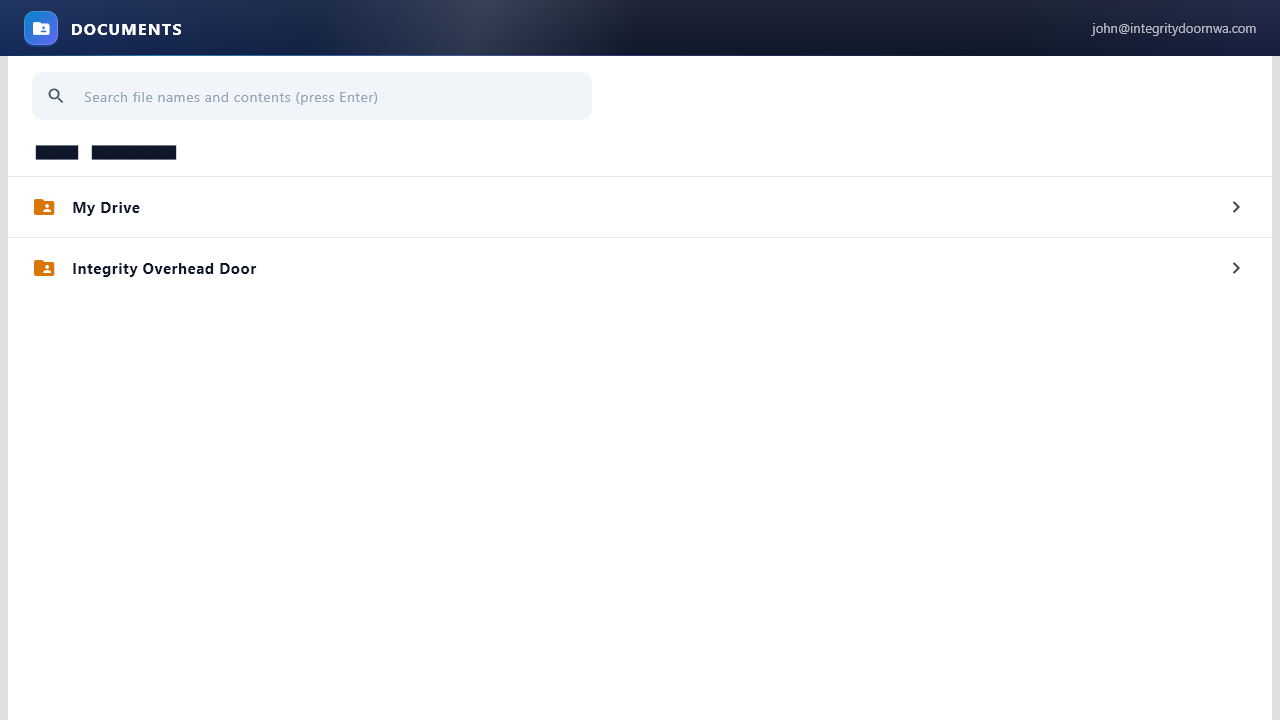 DOCUMENTS
john@integritydoornwa.com
Search file names and contents (press Enter)
My Drive
Integrity Overhead Door